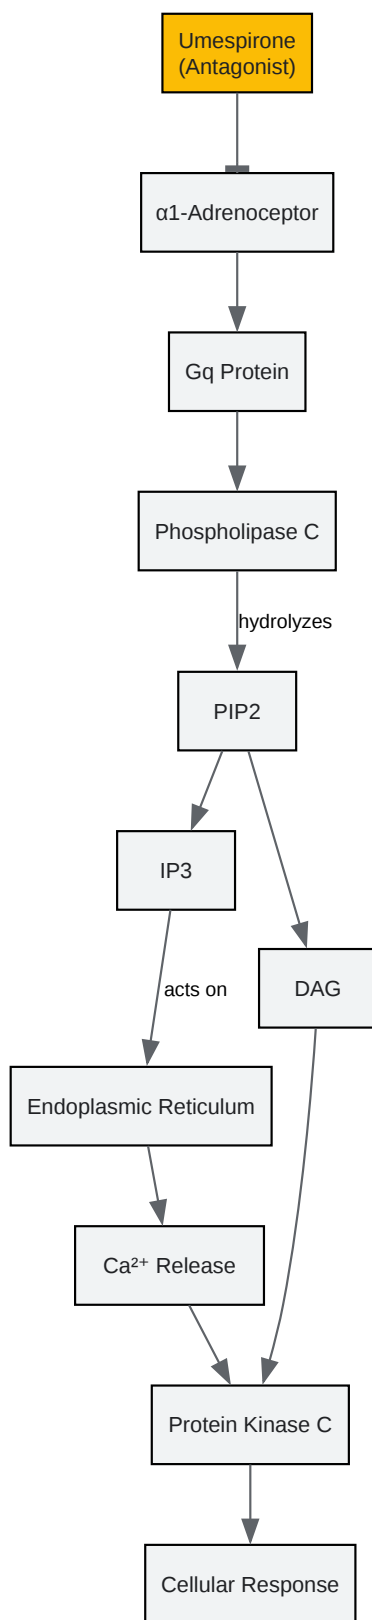 Umespirone
(Antagonist)
α1-Adrenoceptor
Gq Protein
Phospholipase C
hydrolyzes
PIP2
IP3
DAG
acts on
Endoplasmic Reticulum
Ca²⁺ Release
Protein Kinase C
Cellular Response